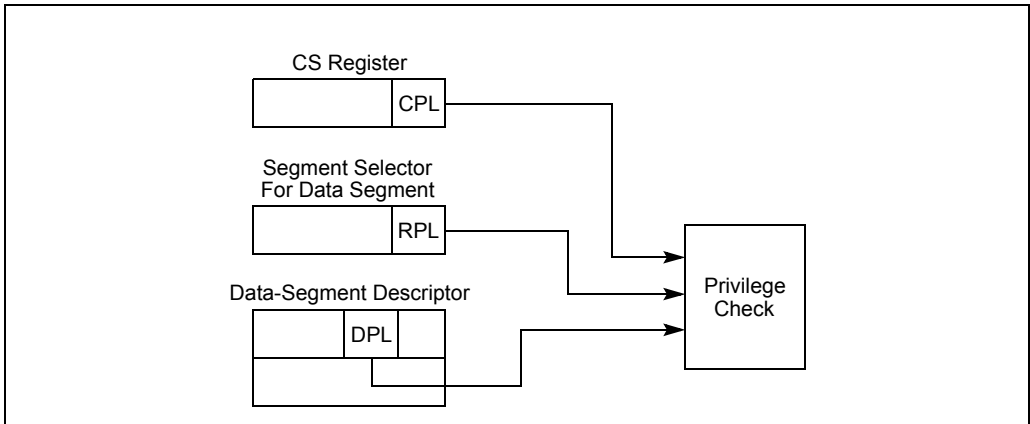 CS Register
CPL
Segment Selector
For Data Segment
RPL
Data-Segment Descriptor
DPL
Privilege
Check